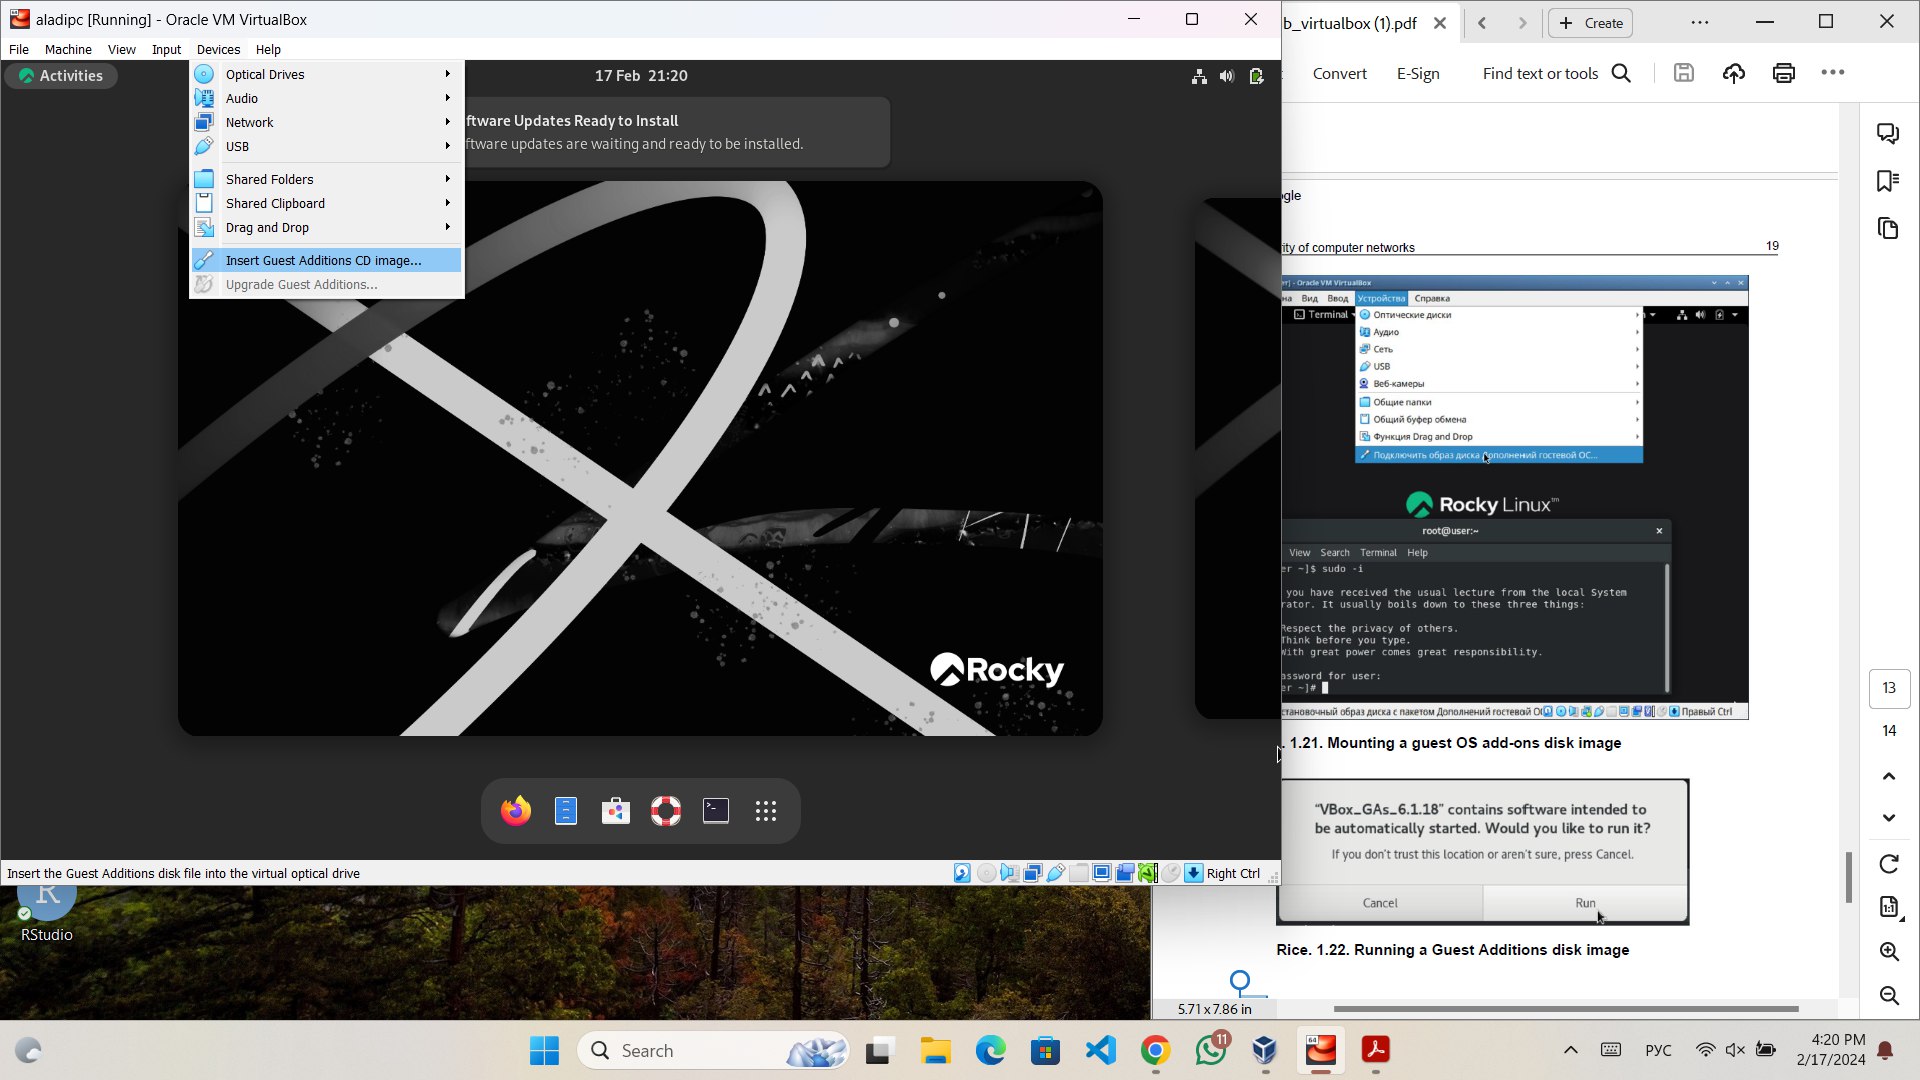 aladipc [Running] - Oracle VM VirtualBox
File Machine View Input Devices Help
Activities
17 Feb 21:20
Optical Drives
Audio
Network
USB
Shared Folders
Shared Clipboard
Drag and Drop
Insert Guest Additions CD image...
Upgrade Guest Additions...
ftware Updates Ready to Install
ftware updates are waiting and ready to be installed.
Rocky
Insert the Guest Additions disk file into the virtual optical drive
Right Ctrl
RStudio
b_virtualbox (1).pdf
Create
Convert
E-Sign
Find text or tools
gle
ity of computer networks
19
] - Oracle VM VirtualBox
на Вид Ввод Устройства Справка
Terminal
Оптические диски
Аудио
Сеть
USB
Веб-камеры
Общие папки
Общий буфер обмена
Функция Drag and Drop
Подключить образ диска Дополнений гостевой ОС...
Rocky Linux™
root@user:~
View Search Terminal Help
er ~]$ sudo -i
you have received the usual lecture from the local System
rator. It usually boils down to these three things:
Respect the privacy of others.
Think before you type.
With great power comes great responsibility.
assword for user:
er ~]#
становочный образ диска с пакетом Дополнений гостевой О
Правый Ctrl
. 1.21. Mounting a guest OS add-ons disk image
“VBox_GAs_6.1.18” contains software intended to
be automatically started. Would you like to run it?
If you don’t trust this location or aren’t sure, press Cancel.
Cancel
Run
Rice. 1.22. Running a Guest Additions disk image
5.71 x 7.86 in
13
14
1:1
Search
11
64
РУС
4:20 PM
2/17/2024